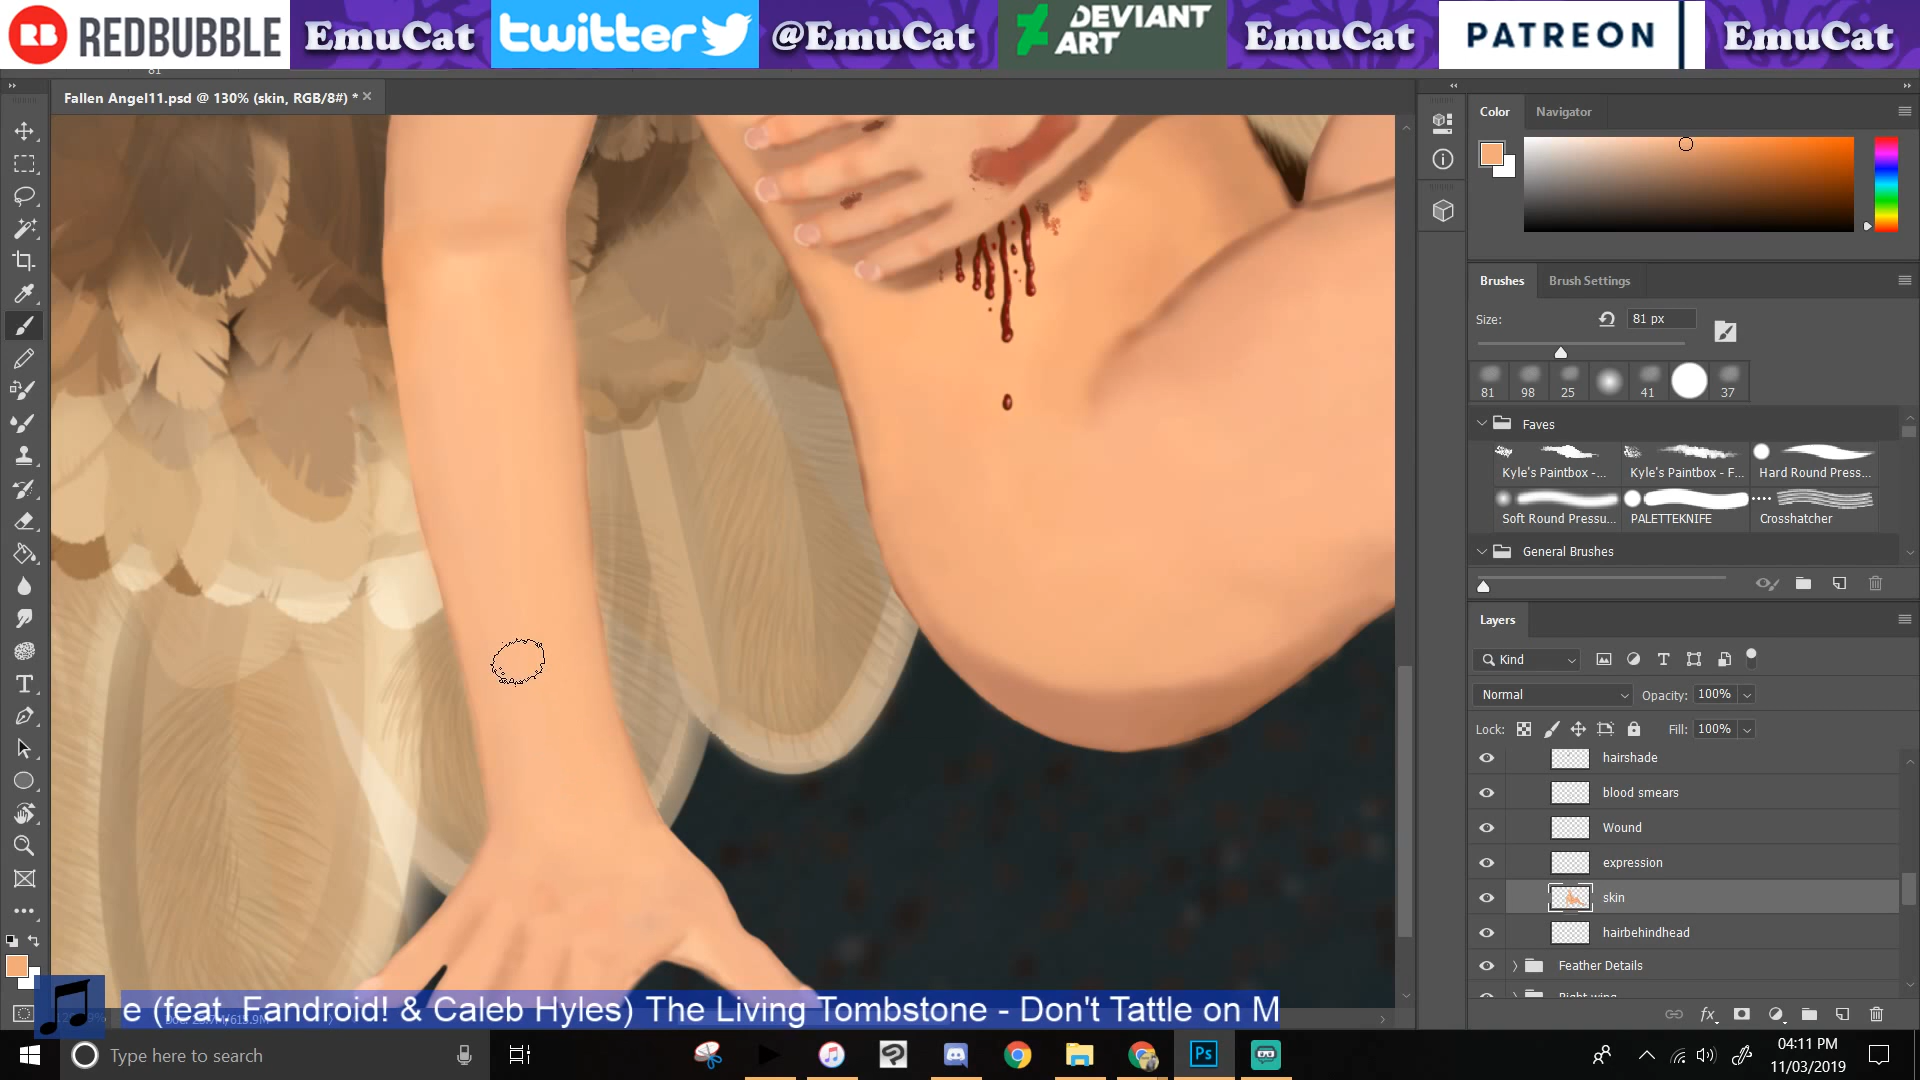 REDBUBBLE EmuCat twitter @EmuCat DEVIANT ART EmuCat PATREON EmuCat
81
Fallen Angel11.psd @ 130% (skin, RGB/8#) * ×
Color Navigator
Brushes Brush Settings
Size: 81 px
81 98 25 41 37
Faves
Kyle's Paintbox -... Kyle's Paintbox - F... Hard Round Press...
Soft Round Pressu... PALETTEKNIFE Crosshatcher
General Brushes
Layers
Kind
Normal Opacity: 100%
Lock: Fill: 100%
hairshade
blood smears
Wound
expression
skin
hairbehindhead
Feather Details
Right wing
e (feat. Fandroid! & Caleb Hyles) The Living Tombstone - Don't Tattle on M
Type here to search
04:11 PM
11/03/2019